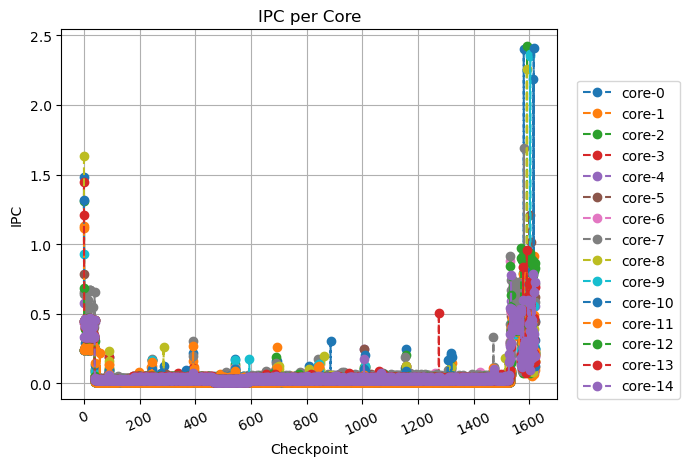 IPC per Core
2.5
2.0
1.5
1.0
0.5
0.0
IPC
0
200
400
600
800
1000
1200
1400
1600
Checkpoint
core-0
core-1
core-2
core-3
core-4
core-5
core-6
core-7
core-8
core-9
core-10
core-11
core-12
core-13
core-14